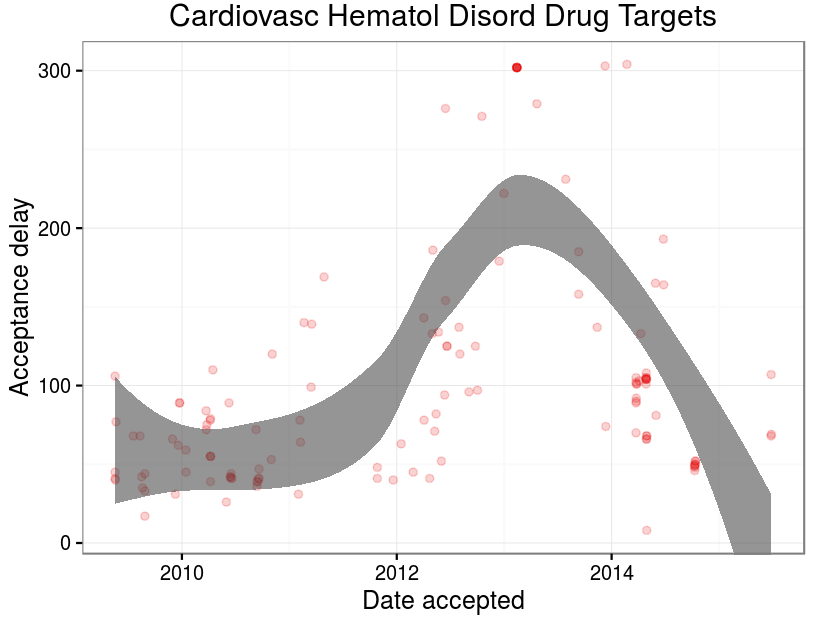 Cardiovasc Hematol Disord Drug Targets
Acceptance delay
300
200
100
0
2010 2012 2014
Date accepted